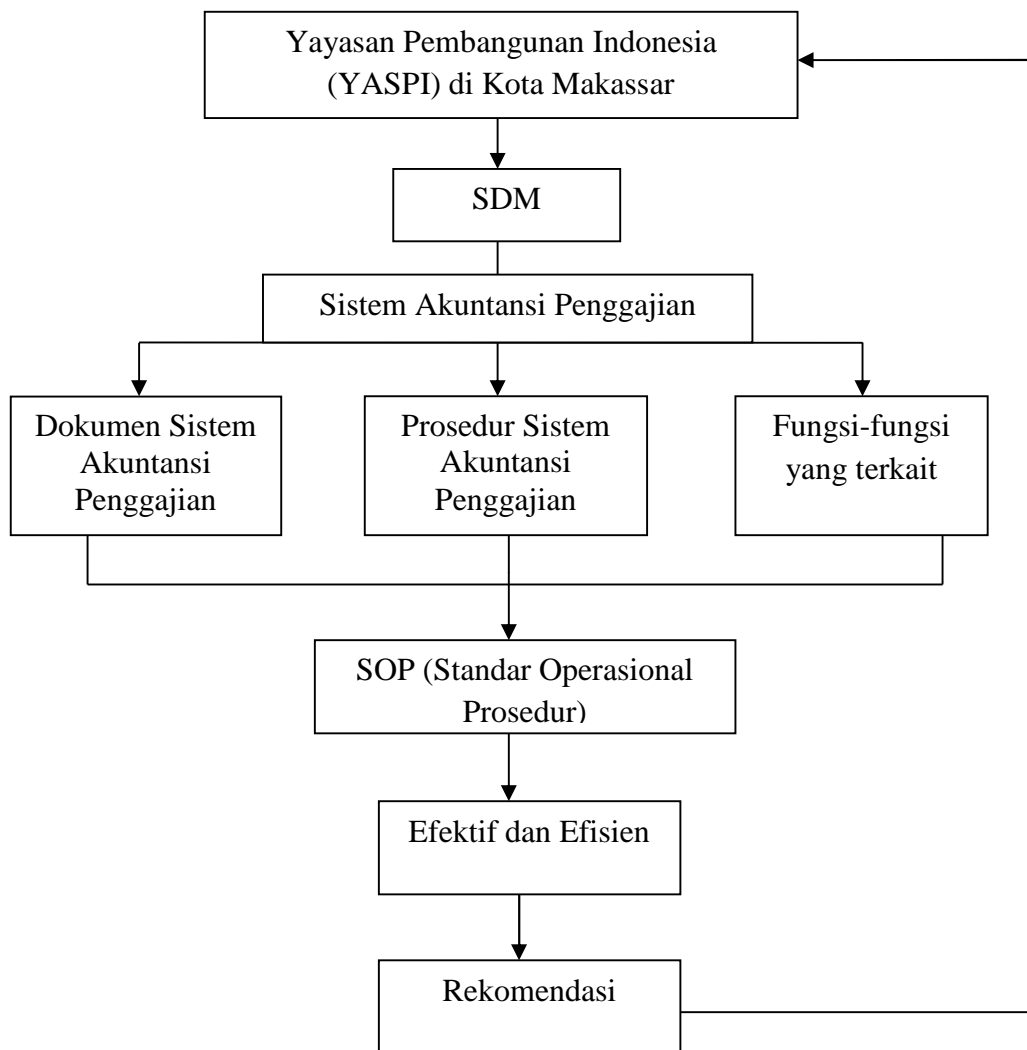 Yayasan Pembangunan Indonesia
(YASPI) di Kota Makassar
SDM
Sistem Akuntansi Penggajian
Dokumen Sistem
Akuntansi
Penggajian
Prosedur Sistem
Akuntansi
Penggajian
Fungsi-fungsi
yang terkait
SOP (Standar Operasional
Prosedur)
Efektif dan Efisien
Rekomendasi